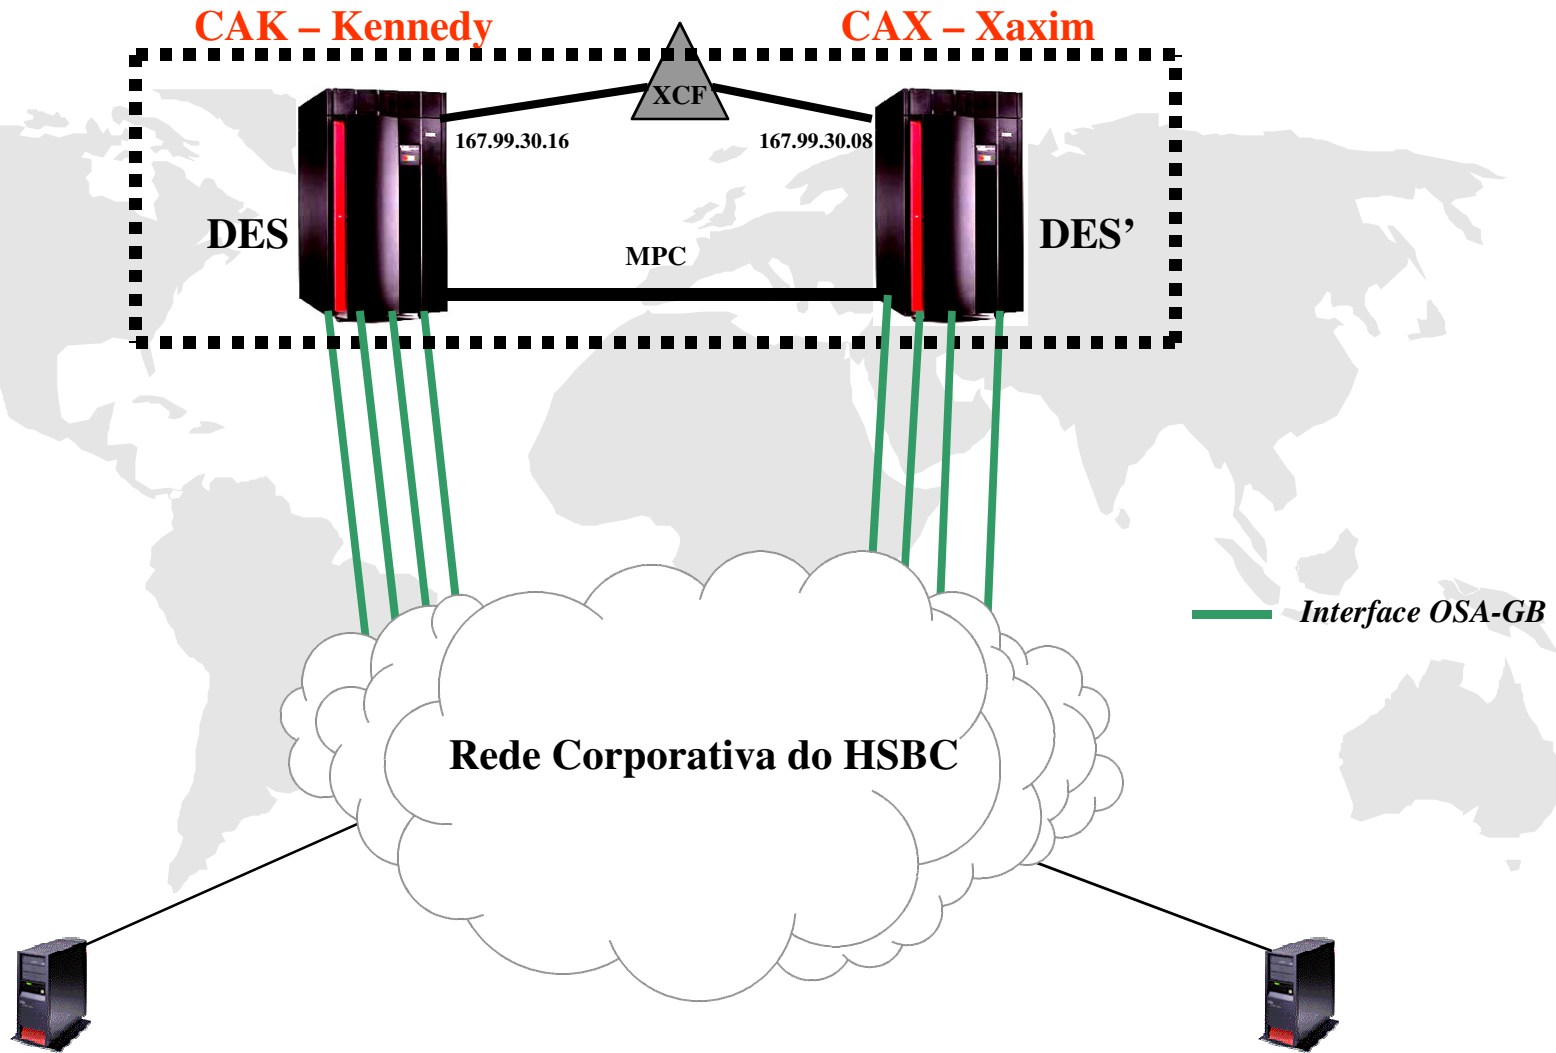 CAK – Kennedy
CAX – Xaxim
XCF
167.99.30.16
167.99.30.08
DES
DES’
MPC
Interface OSA-GB
Rede Corporativa do HSBC